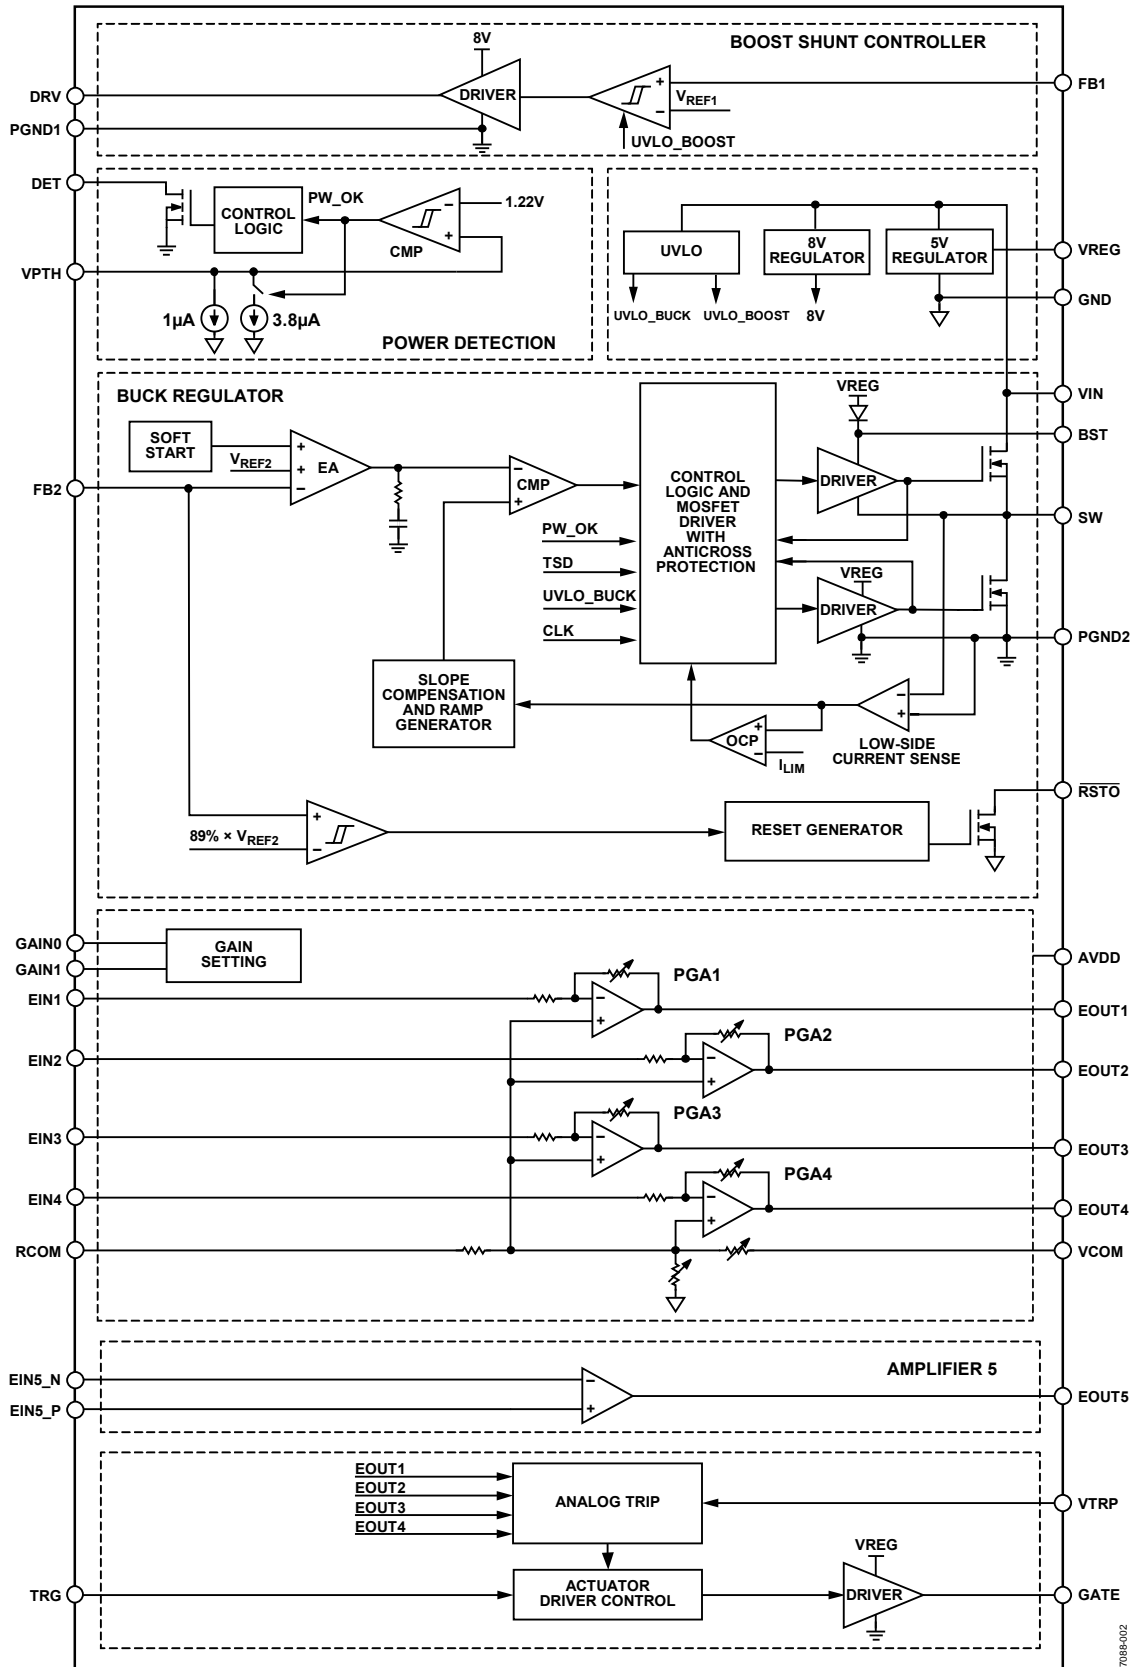 8V
BOOST SHUNT CONTROLLER
DRV
DRIVER
+
VREF1
−
FB1
PGND1
UVLO_BOOST
DET
CONTROL
LOGIC
PW_OK
−
1.22V
+
CMP
VPTH
1µA
3.8µA
POWER DETECTION
UVLO
8V
REGULATOR
5V
REGULATOR
VREG
GND
UVLO_BUCK
UVLO_BOOST
8V
BUCK REGULATOR
VREG
VIN
BST
SOFT
START
VREF2
+
+
−
EA
FB2
−
+
CMP
CONTROL
LOGIC AND
MOSFET
DRIVER
WITH
ANTICROSS
PROTECTION
DRIVER
SW
PW_OK
TSD
UVLO_BUCK
CLK
VREG
DRIVER
PGND2
SLOPE
COMPENSATION
AND RAMP
GENERATOR
OCP
+
−
ILIM
−
+
LOW-SIDE
CURRENT SENSE
RSTO
89% × VREF2
+
−
RESET GENERATOR
GAIN0
GAIN1
GAIN
SETTING
AVDD
EIN1
PGA1
−
+
EOUT1
EIN2
PGA2
−
+
EOUT2
EIN3
PGA3
−
+
EOUT3
EIN4
PGA4
−
+
EOUT4
RCOM
VCOM
AMPLIFIER 5
EIN5_N
−
EIN5_P
+
EOUT5
EOUT1
EOUT2
EOUT3
EOUT4
ANALOG TRIP
VTRP
TRG
ACTUATOR
DRIVER CONTROL
VREG
DRIVER
GATE
7088-002